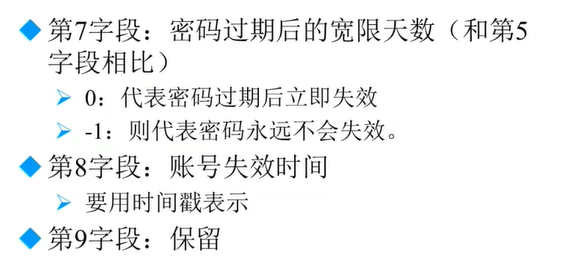 第7字段：密码过期后的宽限天数（和第5
字段相比）
0：代表密码过期后立即失效
-1：则代表密码永远不会失效。
第8字段：账号失效时间
要用时间戳表示
第9字段：保留